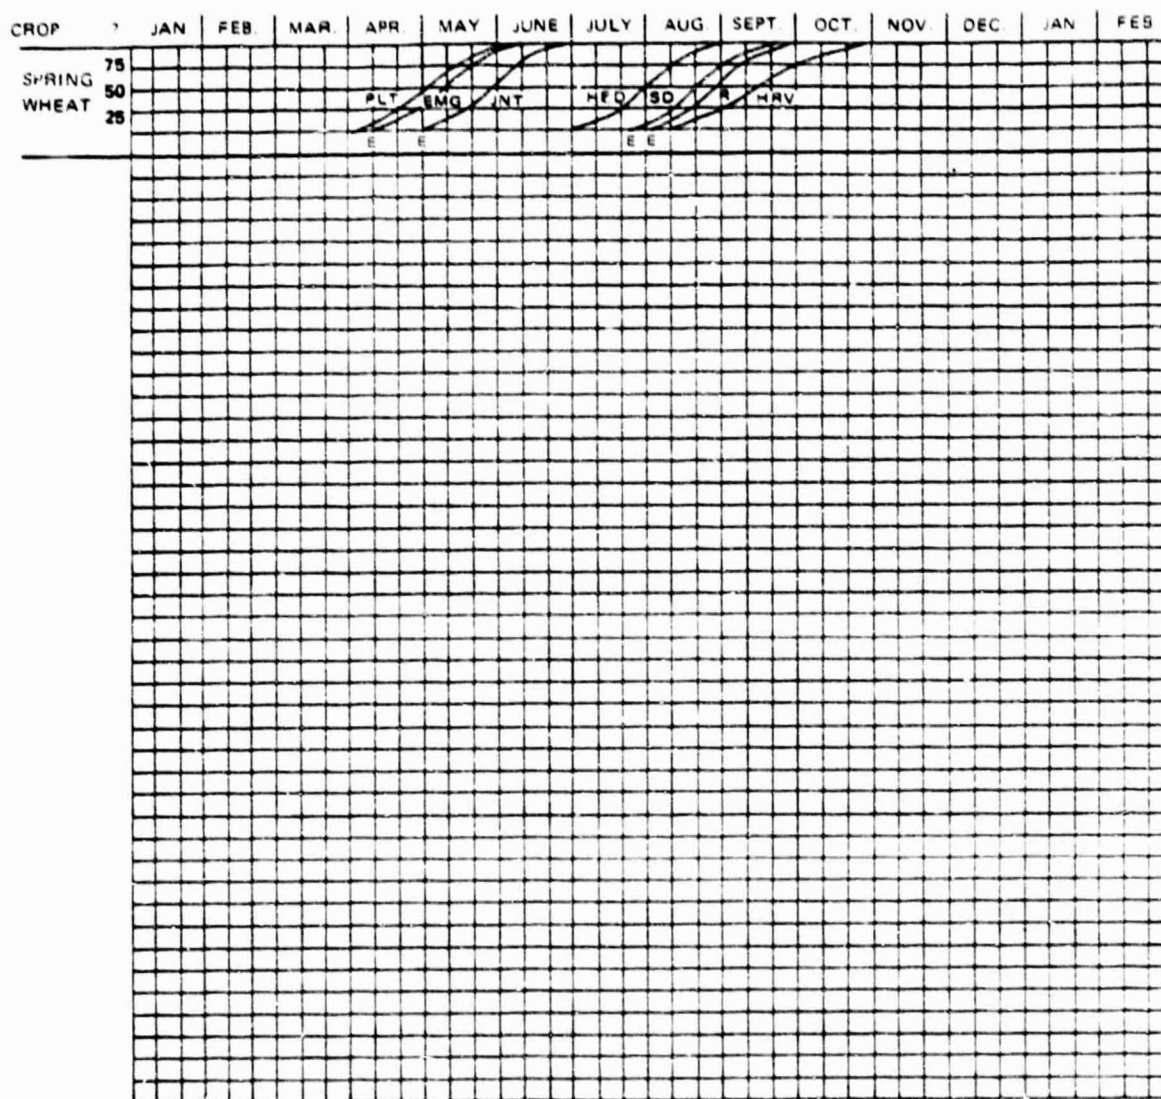 CROP ? JAN FEB. MAR. APR. MAY JUNE JULY AUG. SEPT. OCT. NOV. DEC. JAN FEB
75
SPRING
50
WHEAT PLT EMG JNT HED SD R HRV
25
E E E E